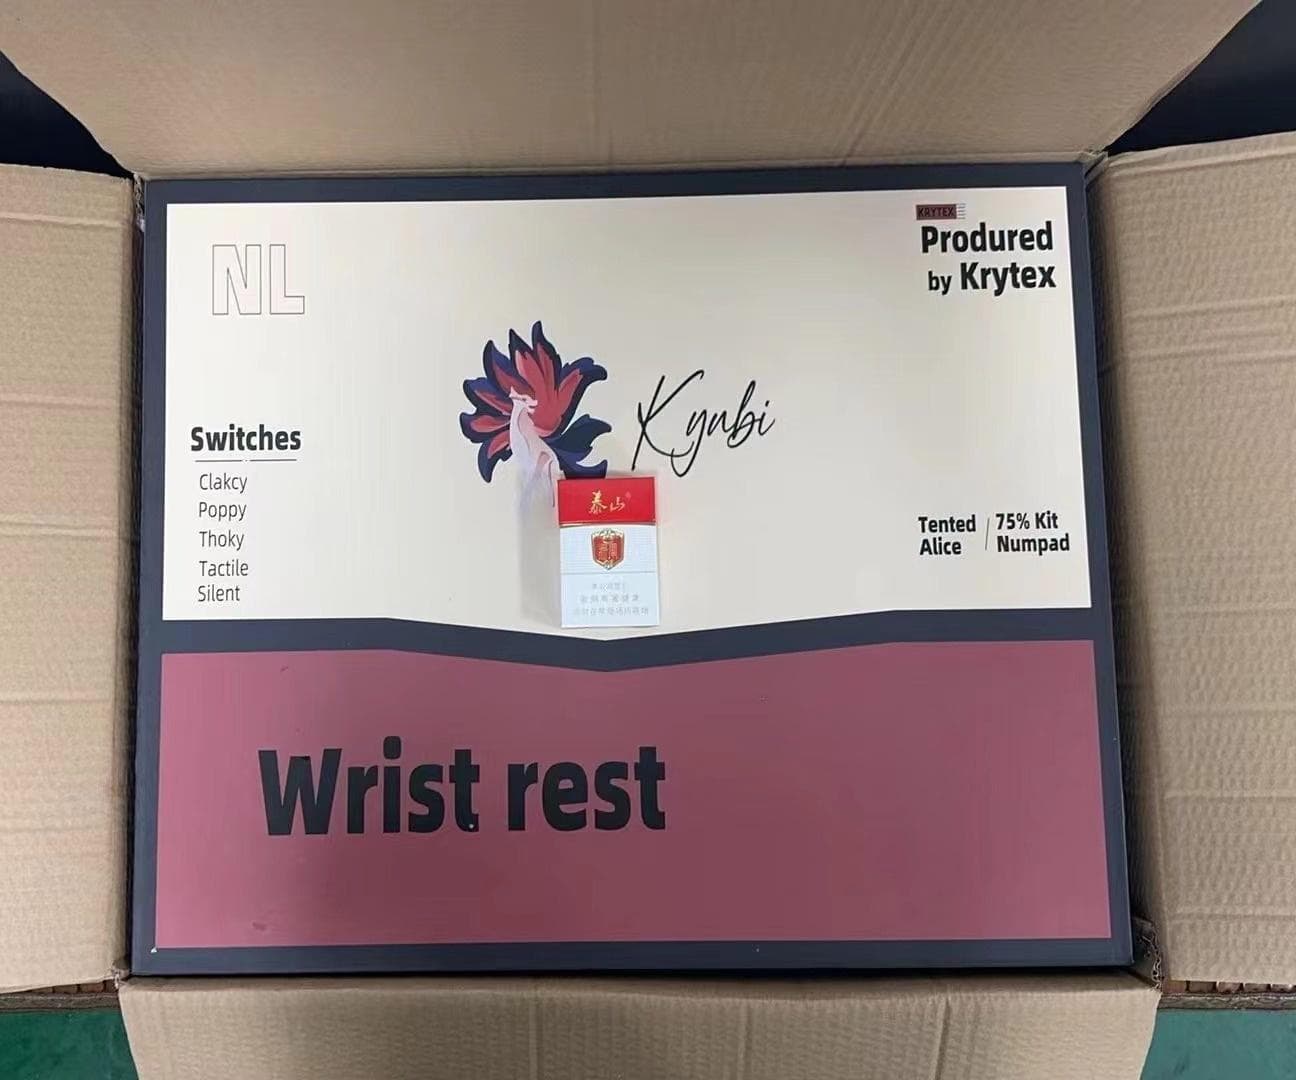 KRYTEX
Produred
by Krytex
NL
Kyubi
Switches
Clakcy
Poppy
Thoky
Tactile
Silent
Tented
Alice
75% Kit
Numpad
泰山
Wrist rest